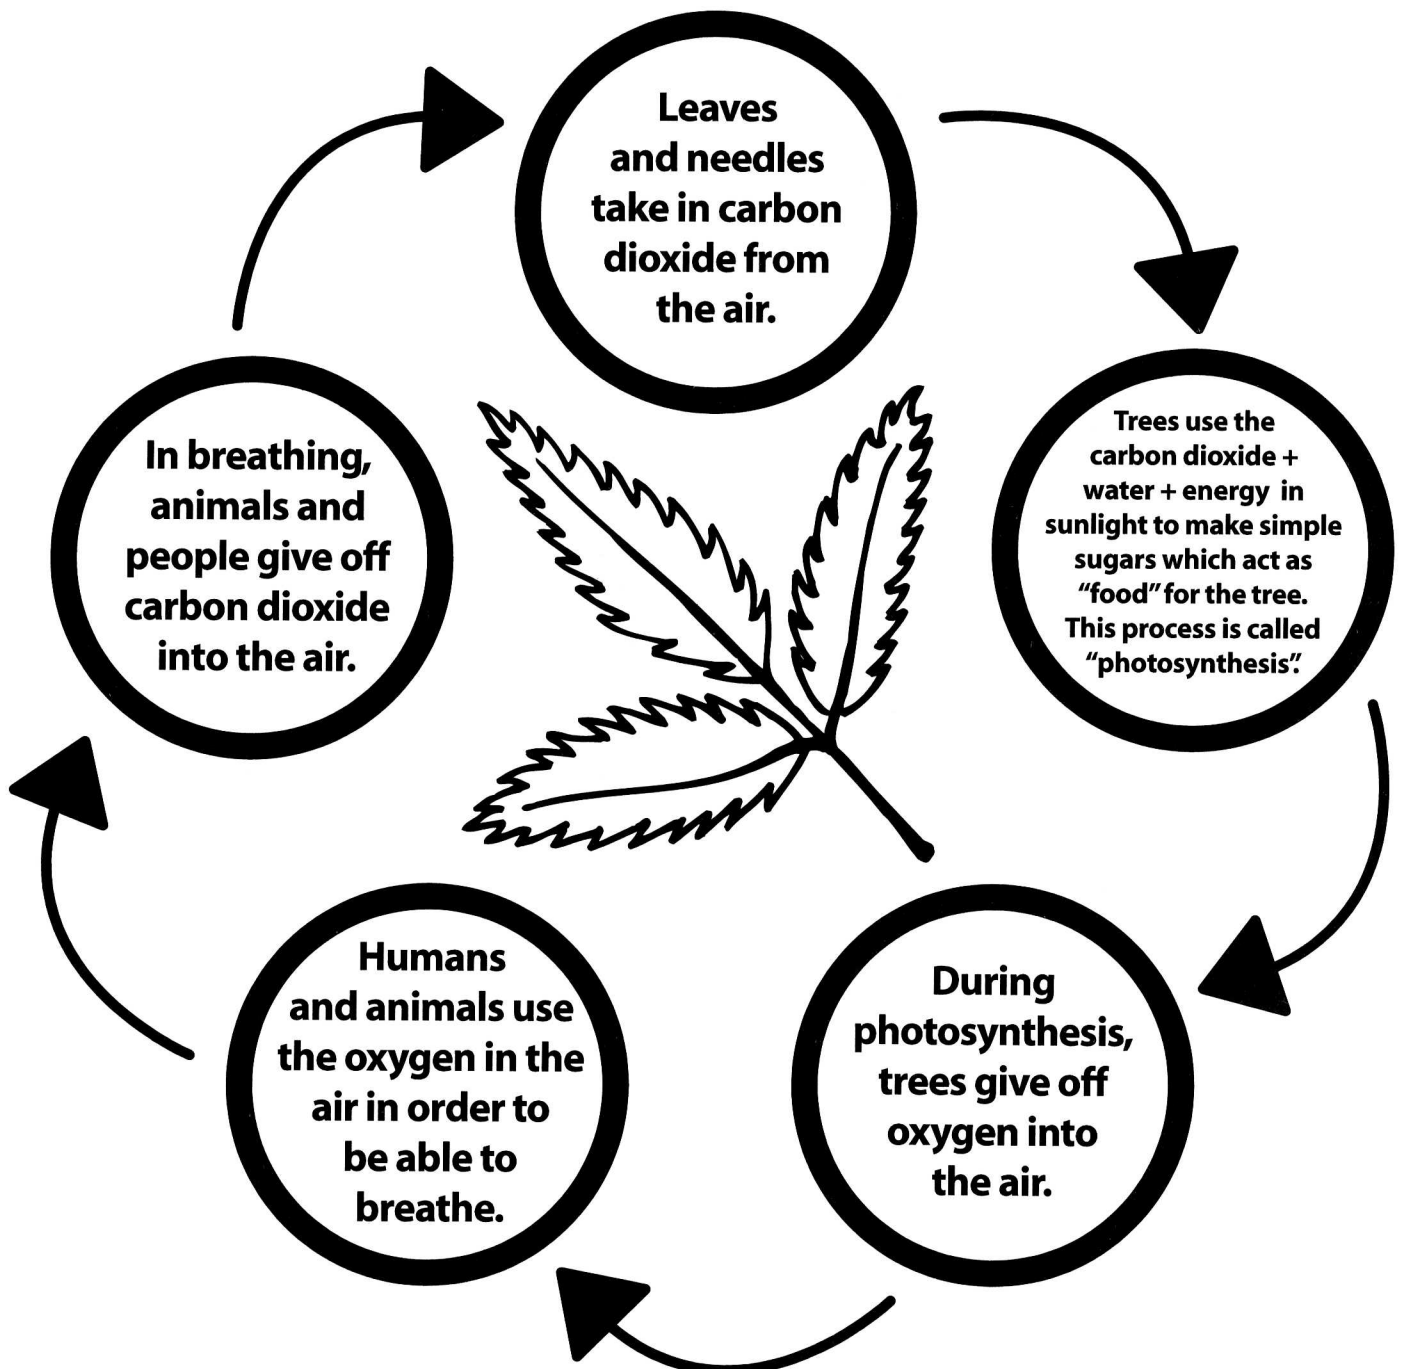 Leaves
and needles
take in carbon
dioxide from
the air.
Trees use the
carbon dioxide +
water + energy in
sunlight to make simple
sugars which act as
“food” for the tree.
This process is called
“photosynthesis”.
During
photosynthesis,
trees give off
oxygen into
the air.
Humans
and animals use
the oxygen in the
air in order to
be able to
breathe.
In breathing,
animals and
people give off
carbon dioxide
into the air.